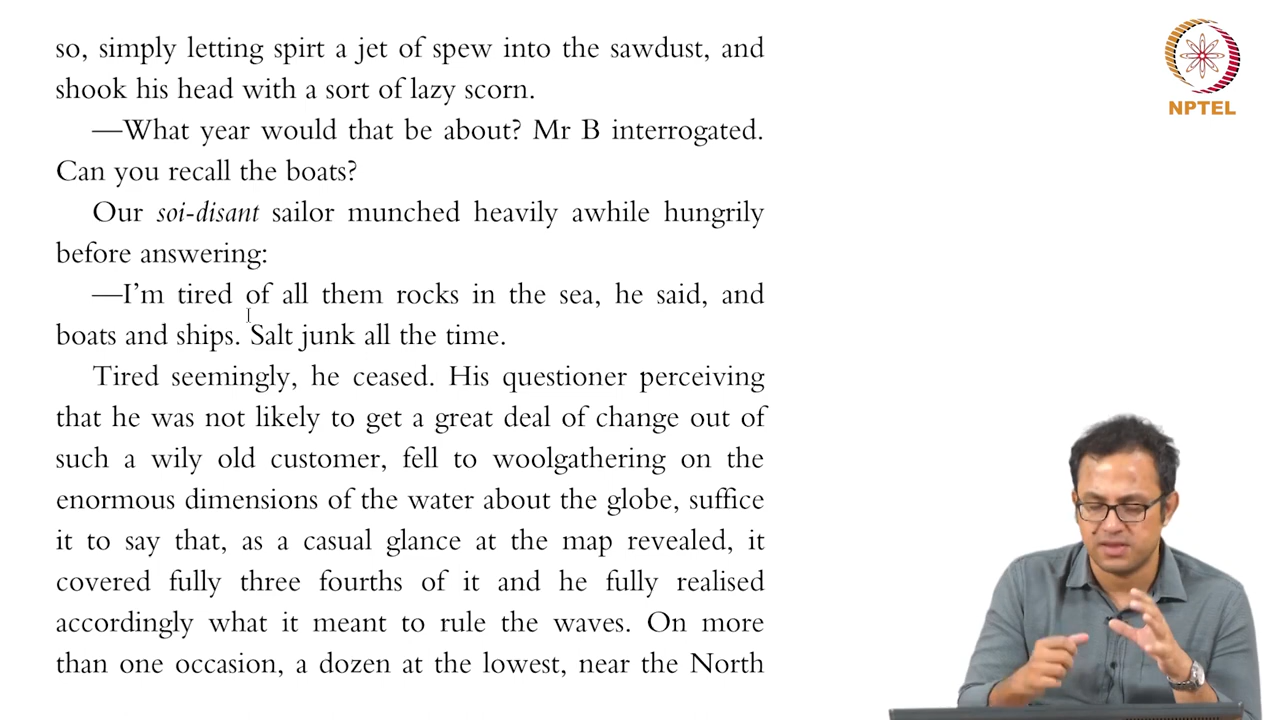 so, simply letting spirt a jet of spew into the sawdust, and
shook his head with a sort of lazy scorn.
—What year would that be about? Mr B interrogated.
Can you recall the boats?
Our soi-disant sailor munched heavily awhile hungrily
before answering:
—I’m tired of all them rocks in the sea, he said, and
boats and ships. Salt junk all the time.
Tired seemingly, he ceased. His questioner perceiving
that he was not likely to get a great deal of change out of
such a wily old customer, fell to woolgathering on the
enormous dimensions of the water about the globe, suffice
it to say that, as a casual glance at the map revealed, it
covered fully three fourths of it and he fully realised
accordingly what it meant to rule the waves. On more
than one occasion, a dozen at the lowest, near the North
NPTEL